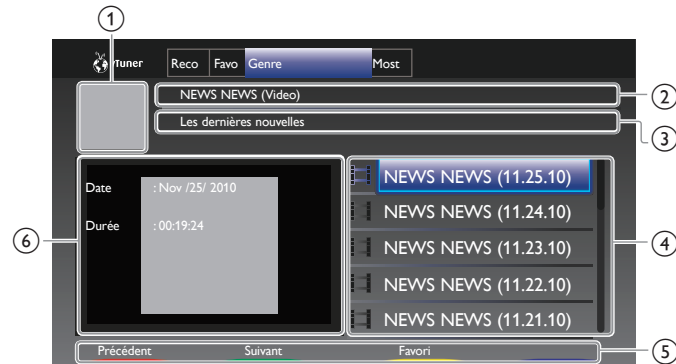 1
vTuner Reco Favo Genre Most
NEWS NEWS (Video)
2
Les dernières nouvelles
3
Date : Nov /25/ 2010
Durée : 00:19:24
6
NEWS NEWS (11.25.10)
NEWS NEWS (11.24.10)
NEWS NEWS (11.23.10)
NEWS NEWS (11.22.10)
NEWS NEWS (11.21.10)
4
Précédent Suivant Favori
5